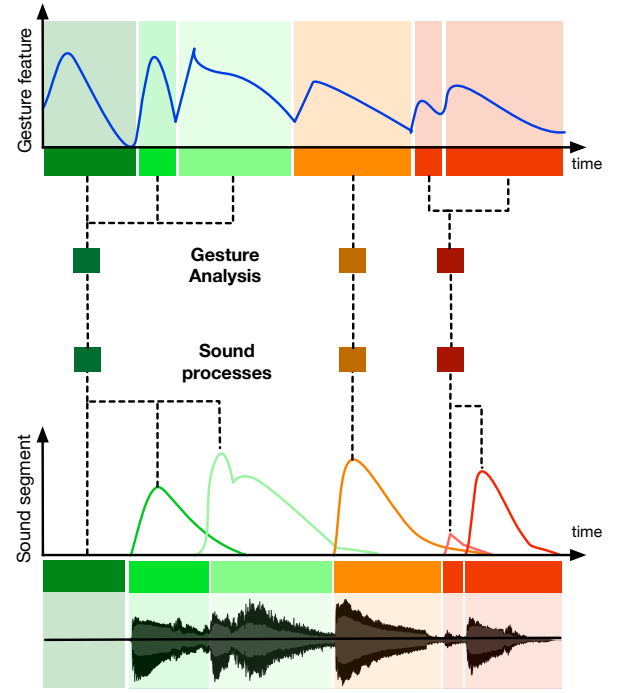 Gesture feature
time
Gesture
Analysis
Sound
processes
Sound segment
time